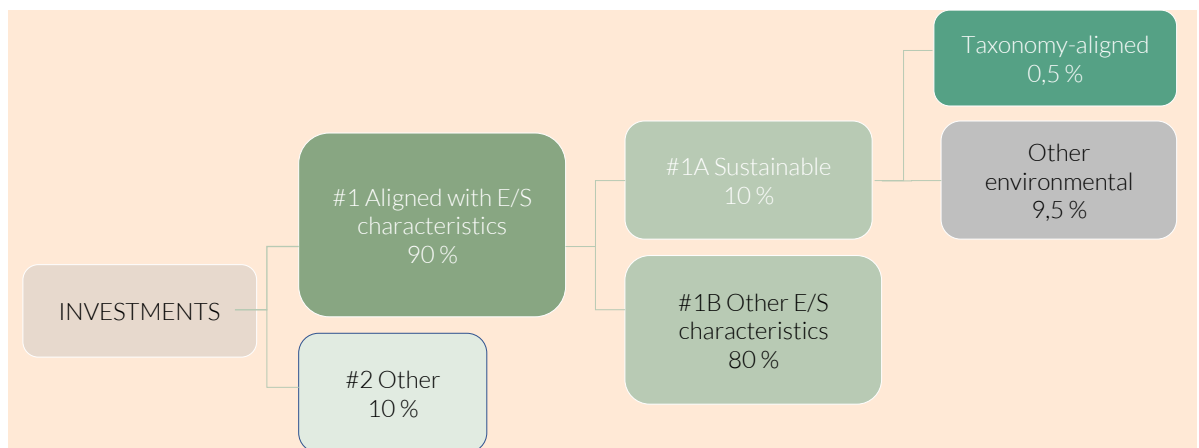 INVESTMENTS
#1 Aligned with E/S
characteristics
90 %
#2 Other
10 %
#1A Sustainable
10 %
#1B Other E/S
characteristics
80 %
Taxonomy-aligned
0,5 %
Other
environmental
9,5 %